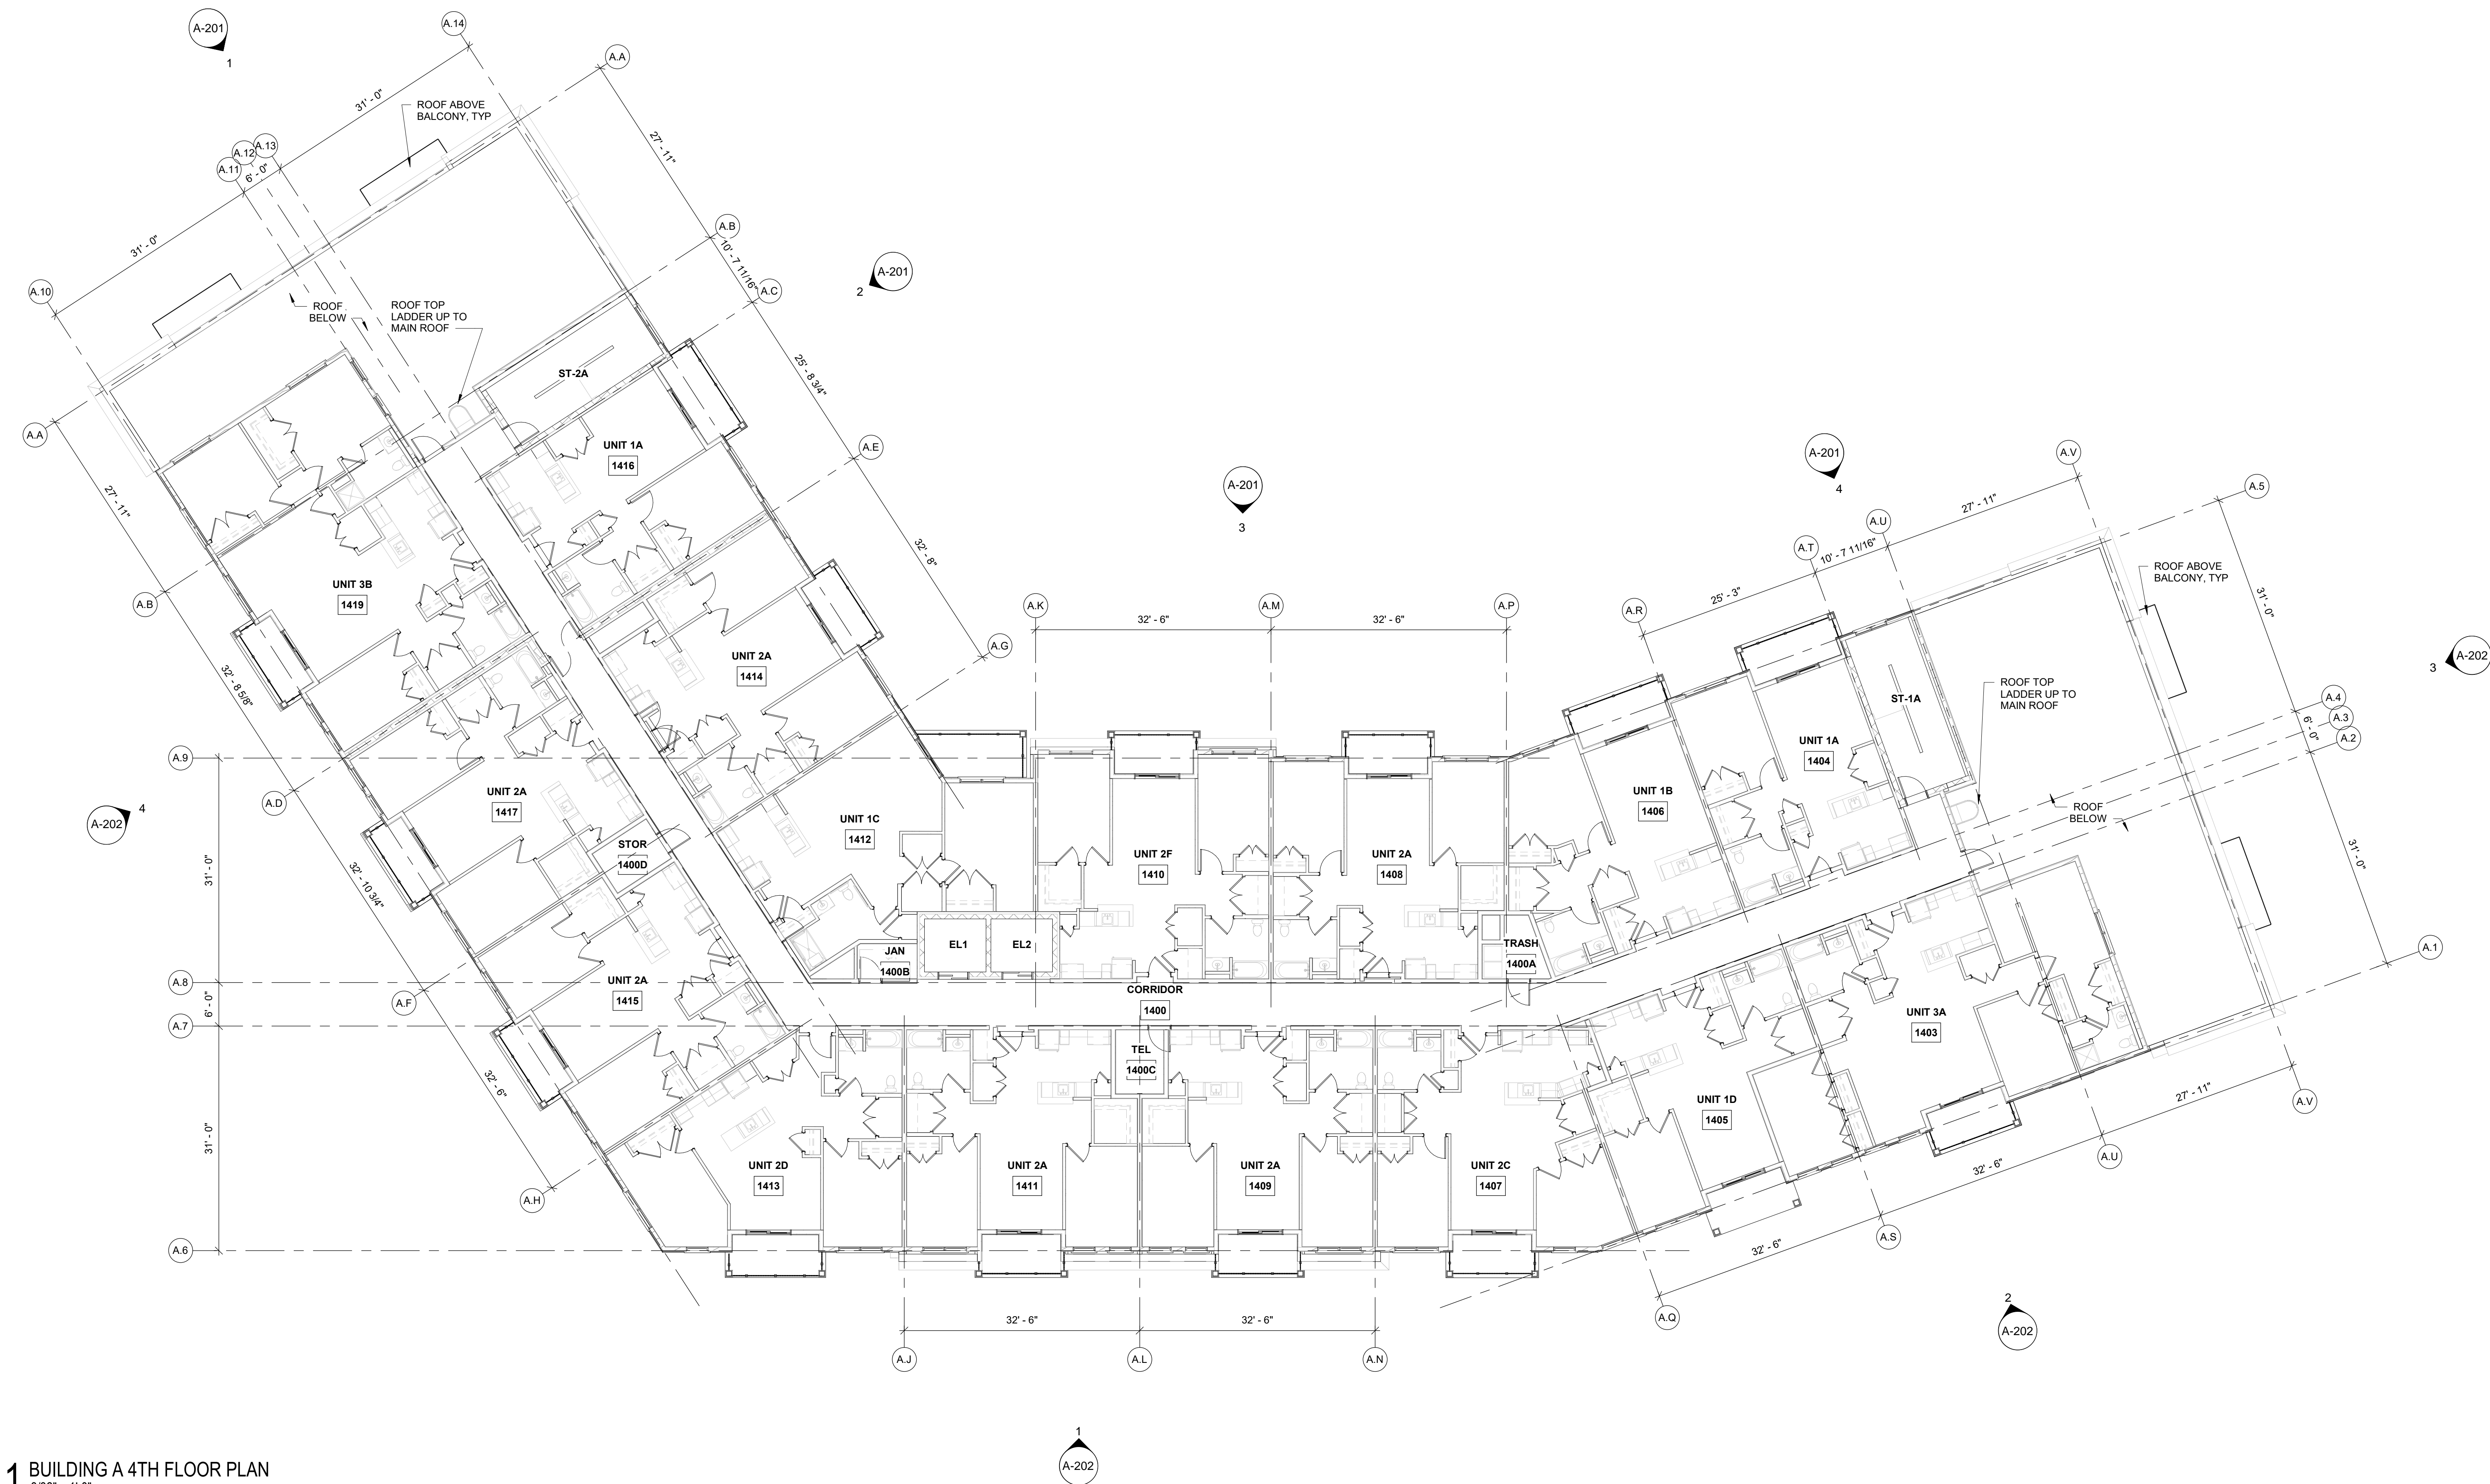 A-201
1
A.14
A.A
31' - 0"
ROOF ABOVE
BALCONY, TYP
27' - 11"
A.13
A.12
A.11
6' - 0"
31' - 0"
A.B
10' - 7 11/16"
A-201
2
A.C
A.10
ROOF
BELOW
ROOF TOP
LADDER UP TO
MAIN ROOF
ST-2A
25' - 8 3/4"
A.A
UNIT 1A
1416
A.E
A-201
3
A-201
4
A.V
A.5
27' - 11"
27' - 11"
A.U
10' - 7 11/16"
A.T
32' - 8"
ROOF ABOVE
BALCONY, TYP
UNIT 3B
1419
A.B
A.K
A.M
A.P
A.R
25' - 3"
31' - 0"
32' - 6"
32' - 6"
A.G
UNIT 2A
1414
3
A-202
32' - 8 5/8"
ROOF TOP
LADDER UP TO
MAIN ROOF
ST-1A
A.4
6' - 0"
A.3
A.2
UNIT 1A
1404
A.9
A.D
UNIT 2A
1417
UNIT 1B
1406
4
A-202
ROOF
BELOW
UNIT 1C
1412
STOR
1400D
UNIT 2F
1410
UNIT 2A
1408
31' - 0"
31' - 0"
32' - 10 3/4"
JAN
1400B
EL1
EL2
TRASH
1400A
A.1
A.8
UNIT 2A
1415
CORRIDOR
1400
A.F
6' - 0"
A.7
UNIT 3A
1403
TEL
1400C
32' - 6"
UNIT 1D
1405
27' - 11"
A.V
31' - 0"
UNIT 2D
1413
UNIT 2A
1411
UNIT 2A
1409
UNIT 2C
1407
A.U
32' - 6"
A.H
A.S
A.6
32' - 6"
32' - 6"
32' - 6"
A.Q
2
A-202
A.J
A.L
A.N
1
A-202
1 BUILDING A 4TH FLOOR PLAN